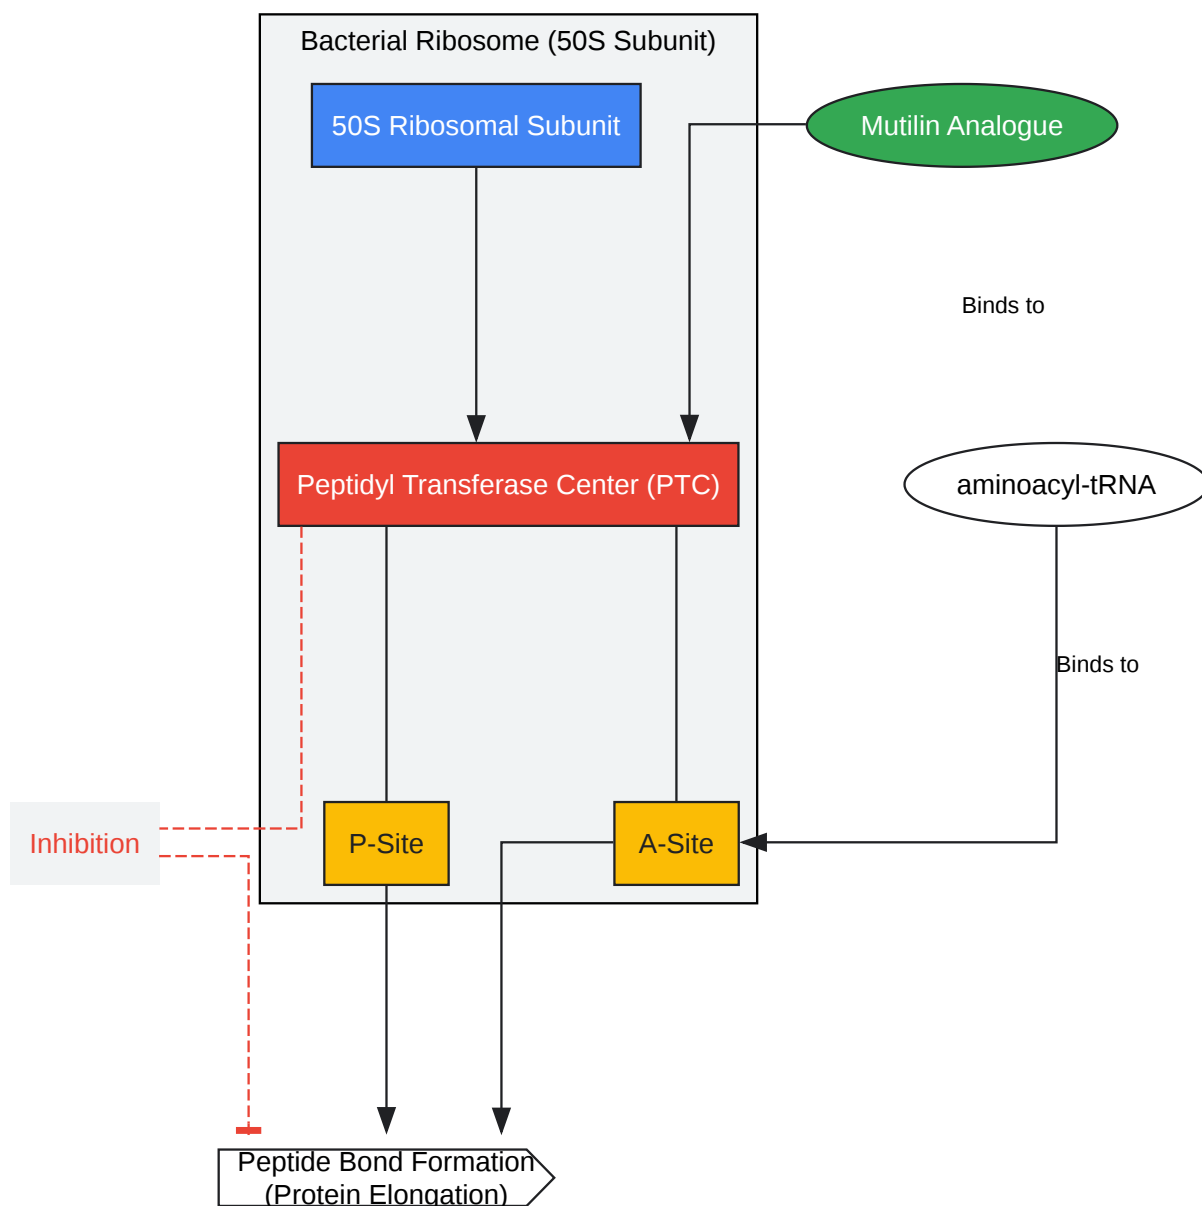 Bacterial Ribosome (50S Subunit)
50S Ribosomal Subunit
Mutilin Analogue
Binds to
Peptidyl Transferase Center (PTC)
aminoacyl-tRNA
Binds to
Inhibition
P-Site
A-Site
Peptide Bond Formation
(Protein Elongation)